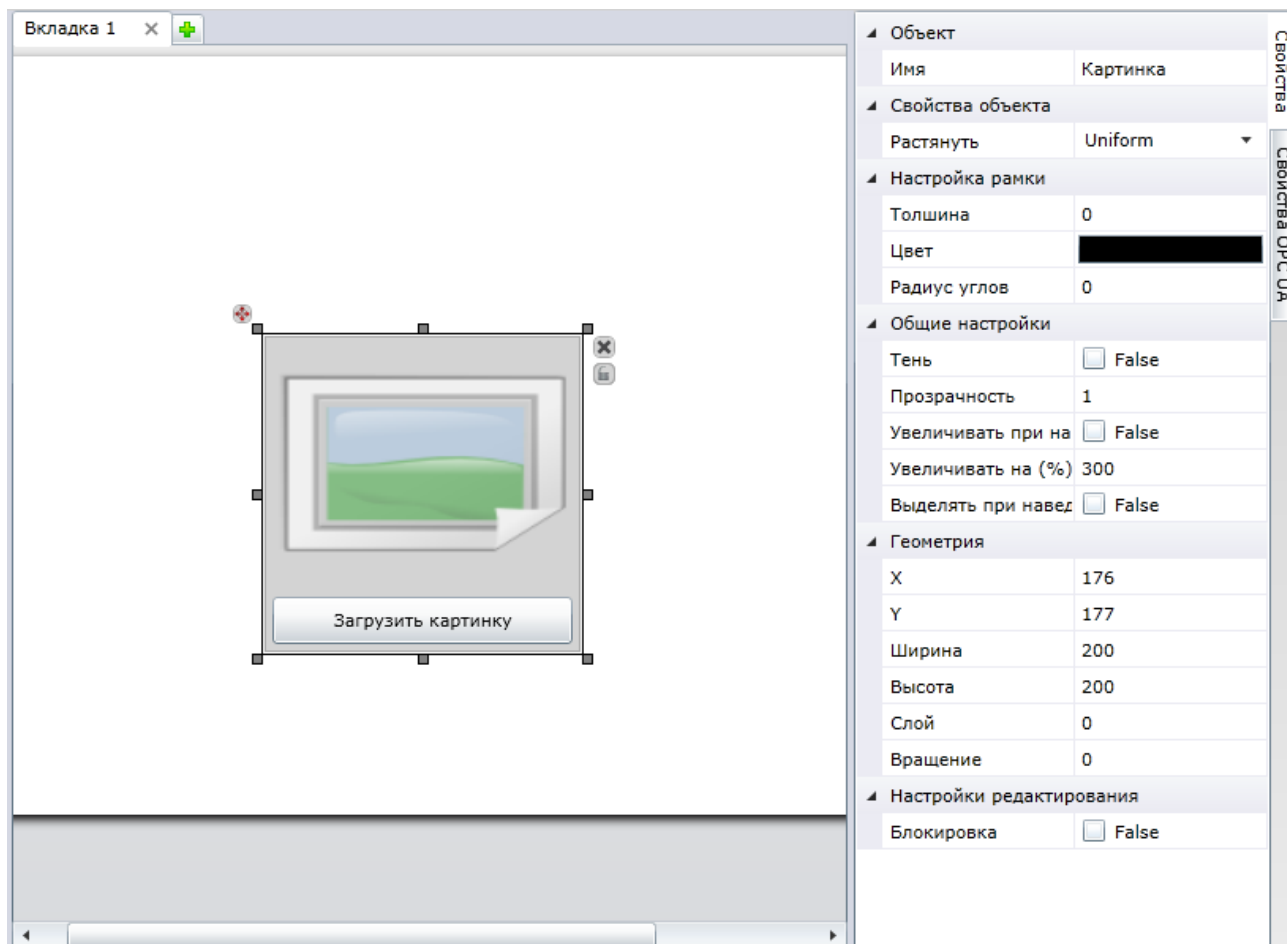 Вкладка 1
Загрузить картинку
Объект
Имя Картинка
Свойства объекта
Растянуть Uniform
Настройка рамки
Толшина 0
Цвет
Радиус углов 0
Общие настройки
Тень False
Прозрачность 1
Увеличивать при на False
Увеличивать на (%) 300
Выделять при навед False
Геометрия
X 176
Y 177
Ширина 200
Высота 200
Слой 0
Вращение 0
Настройки редактирования
Блокировка False
Свойства
Свойства OPC UA